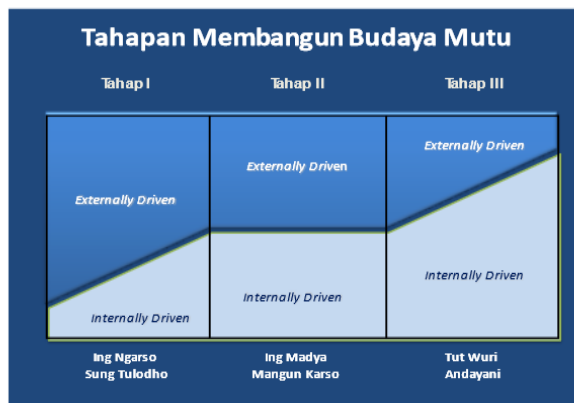 Tahapan Membangun Budaya Mutu
Tahap I
Tahap II
Tahap III
Externally Driven
Externally Driven
Externally Driven
Internally Driven
Internally Driven
Internally Driven
Ing Ngarso
Sung Tulodho
Ing Madya
Mangun Karso
Tut Wuri
Andayani